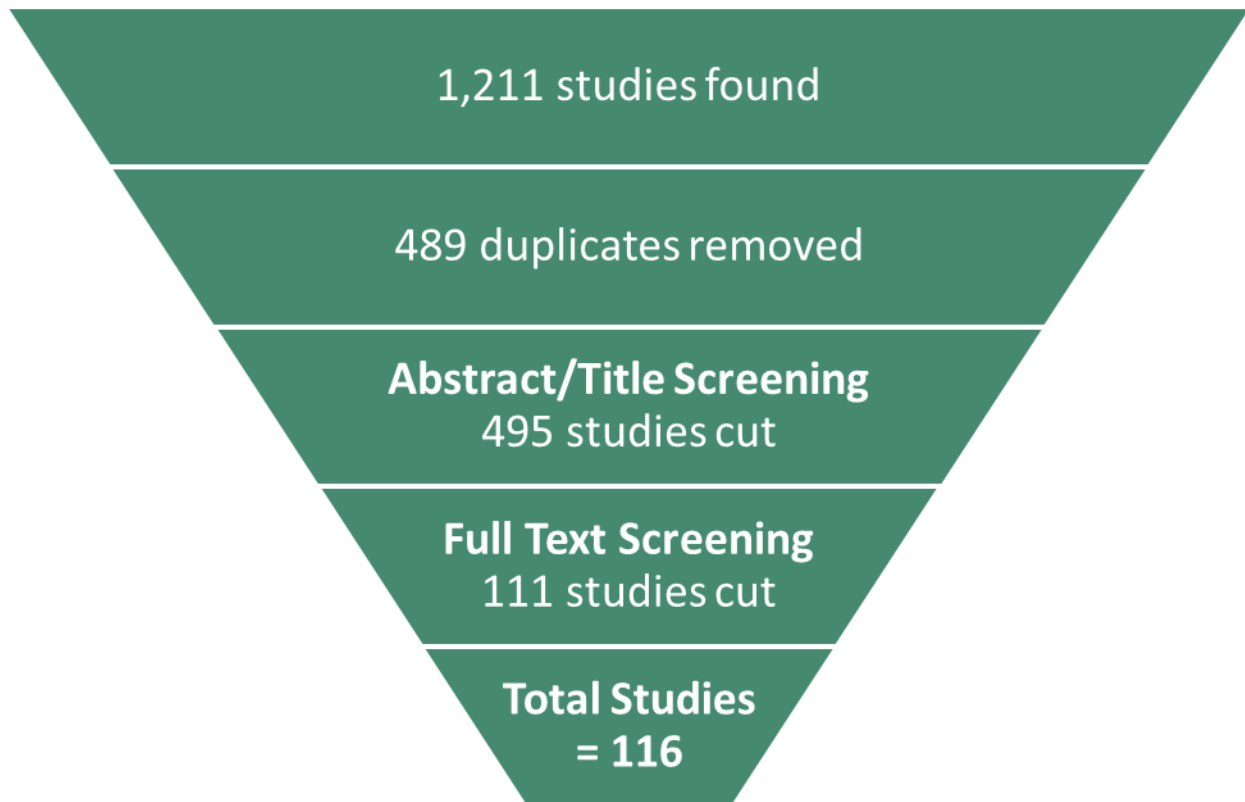 1,211 studies found
489 duplicates removed
Abstract/Title Screening
495 studies cut
Full Text Screening
111 studies cut
Total Studies
= 116